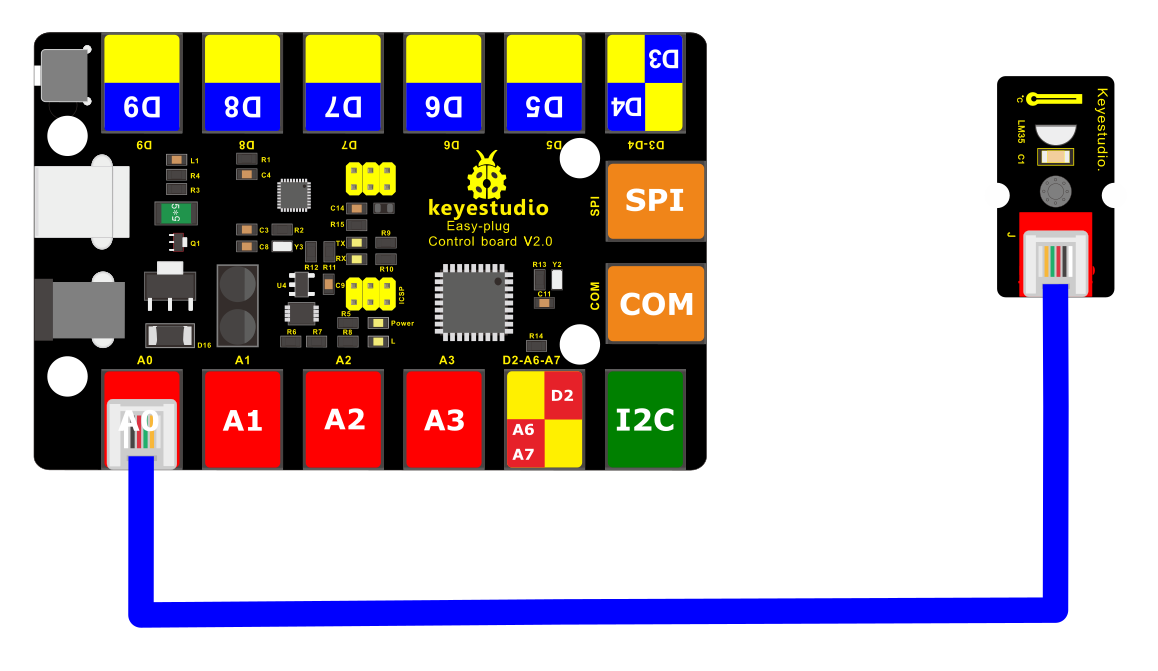 D9
D8
D7
D6
D5
D3
D4
D9
D8
D7
D6
D5
D3-D4
L1
R4
R3
5*5
Q1
R1
C4
C3
R2
C8
Y3
R12
R11
U4
C9
R6
R7
R5
R8
D16
C14
R15
TX
RX
R9
R10
ICSP
Power
L
keyestudio
Easy-plug
Control board V2.0
R13
Y2
C11
R14
SPI
SPI
COM
COM
A0
A1
A2
A3
D2-A6-A7
A0
A1
A2
A3
D2
A6
A7
I2C
°C
LM35
C1
J
Keyestudio.